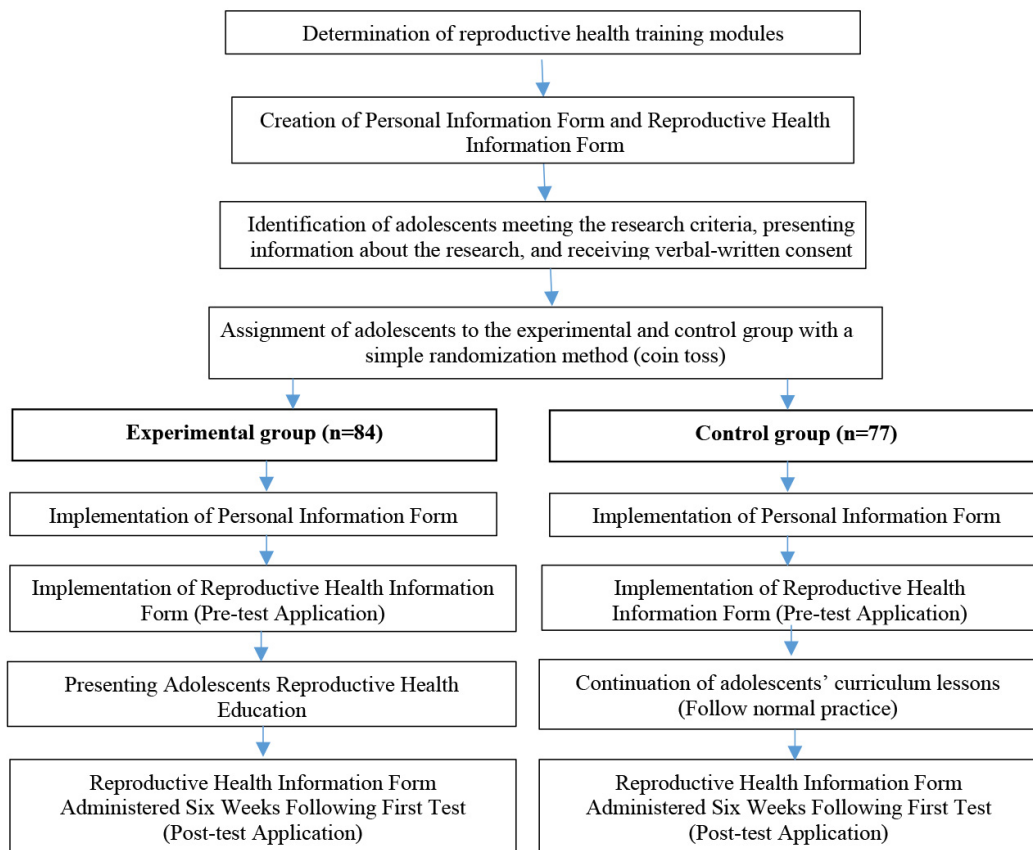 Determination of reproductive health training modules
Creation of Personal Information Form and Reproductive Health
Information Form
Identification of adolescents meeting the research criteria, presenting
information about the research, and receiving verbal-written consent
Assignment of adolescents to the experimental and control group with a
simple randomization method (coin toss)
Experimental group (n=84)
Implementation of Personal Information Form
Implementation of Reproductive Health Information
Form (Pre-test Application)
Presenting Adolescents Reproductive Health
Education
Reproductive Health Information Form
Administered Six Weeks Following First Test
(Post-test Application)
Control group (n=77)
Implementation of Personal Information Form
Implementation of Reproductive Health
Information Form (Pre-test Application)
Continuation of adolescents’ curriculum lessons
(Follow normal practice)
Reproductive Health Information Form
Administered Six Weeks Following First Test
(Post-test Application)